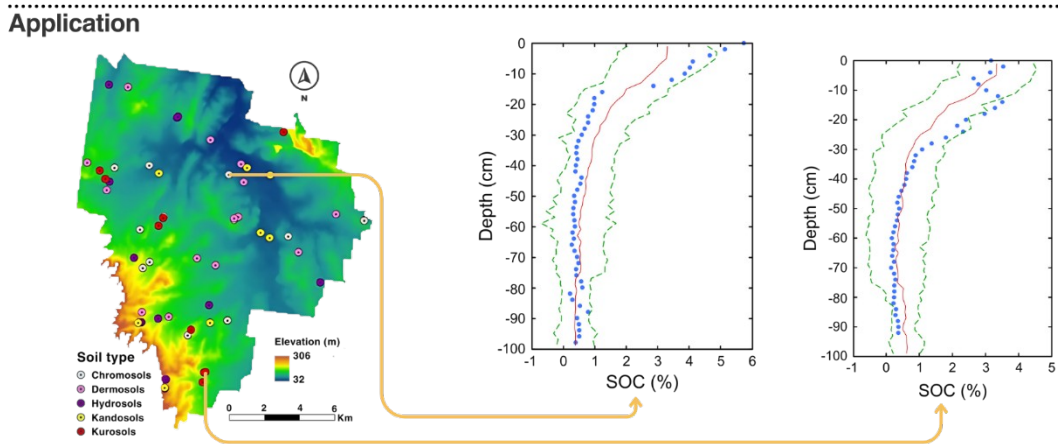 Application
N
Soil type
Chromosols
Dermosols
Hydrosols
Kandosols
Kurosols
Elevation (m)
306
32
0 2 4 6
Km
0
-10
-20
-30
-40
-50
-60
-70
-80
-90
-100
Depth (cm)
-1 0 1 2 3 4 5 6
SOC (%)
0
-10
-20
-30
-40
-50
-60
-70
-80
-90
-100
Depth (cm)
-1 0 1 2 3 4 5
SOC (%)